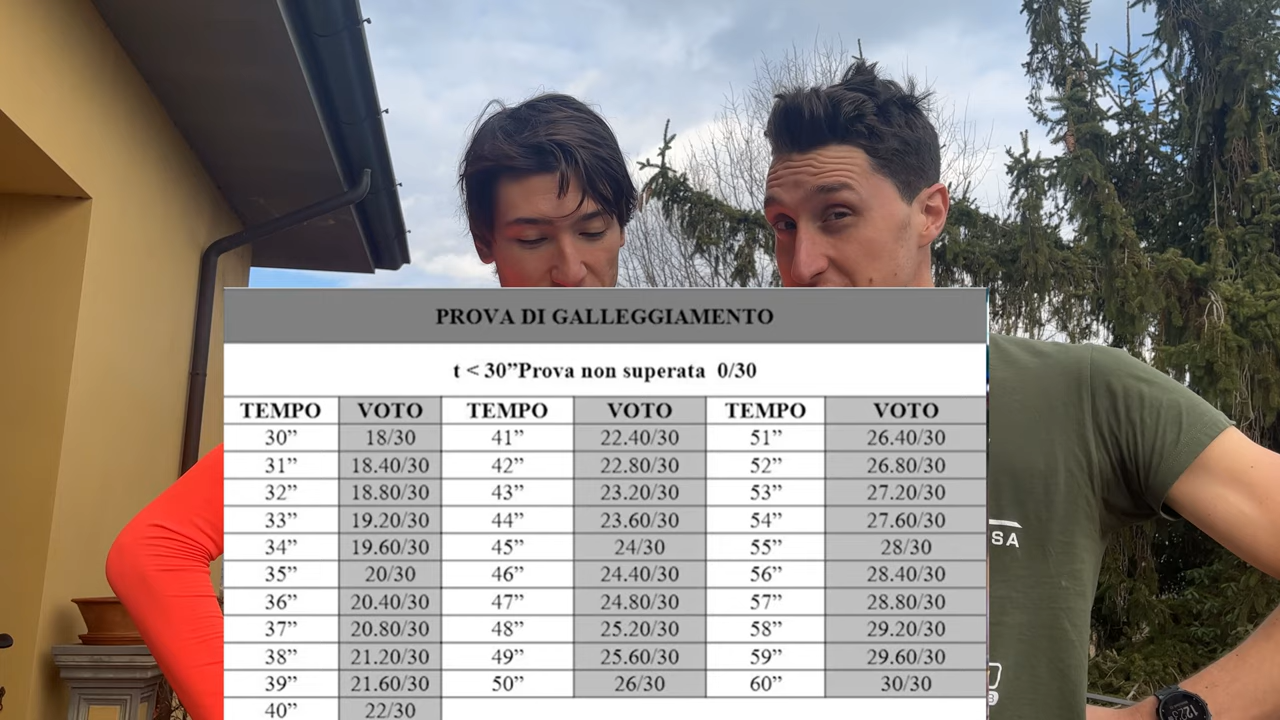 PROVA DI GALLEGGIAMENTO
t < 30”Prova non superata 0/30
TEMPO VOTO TEMPO VOTO TEMPO VOTO
30” 18/30 41” 22.40/30 51” 26.40/30
31” 18.40/30 42” 22.80/30 52” 26.80/30
32” 18.80/30 43” 23.20/30 53” 27.20/30
33” 19.20/30 44” 23.60/30 54” 27.60/30
34” 19.60/30 45” 24/30 55” 28/30
35” 20/30 46” 24.40/30 56” 28.40/30
36” 20.40/30 47” 24.80/30 57” 28.80/30
37” 20.80/30 48” 25.20/30 58” 29.20/30
38” 21.20/30 49” 25.60/30 59” 29.60/30
39” 21.60/30 50” 26/30 60” 30/30
40” 22/30
SA